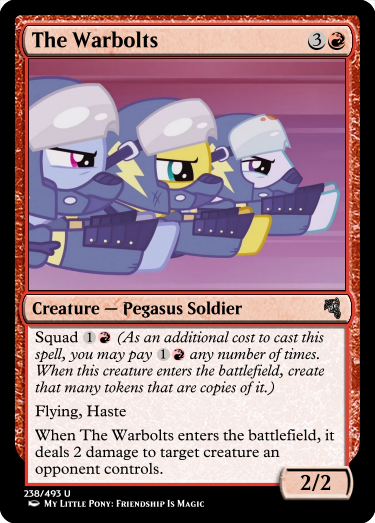 The Warbolts 3
Creature — Pegasus Soldier
Squad 1 (As an additional cost to cast this
spell, you may pay 1 any number of times.
When this creature enters the battlefield, create
that many tokens that are copies of it.)
Flying, Haste
When The Warbolts enters the battlefield, it
deals 2 damage to target creature an
opponent controls.
2/2
238/493 U
My Little Pony: Friendship Is Magic